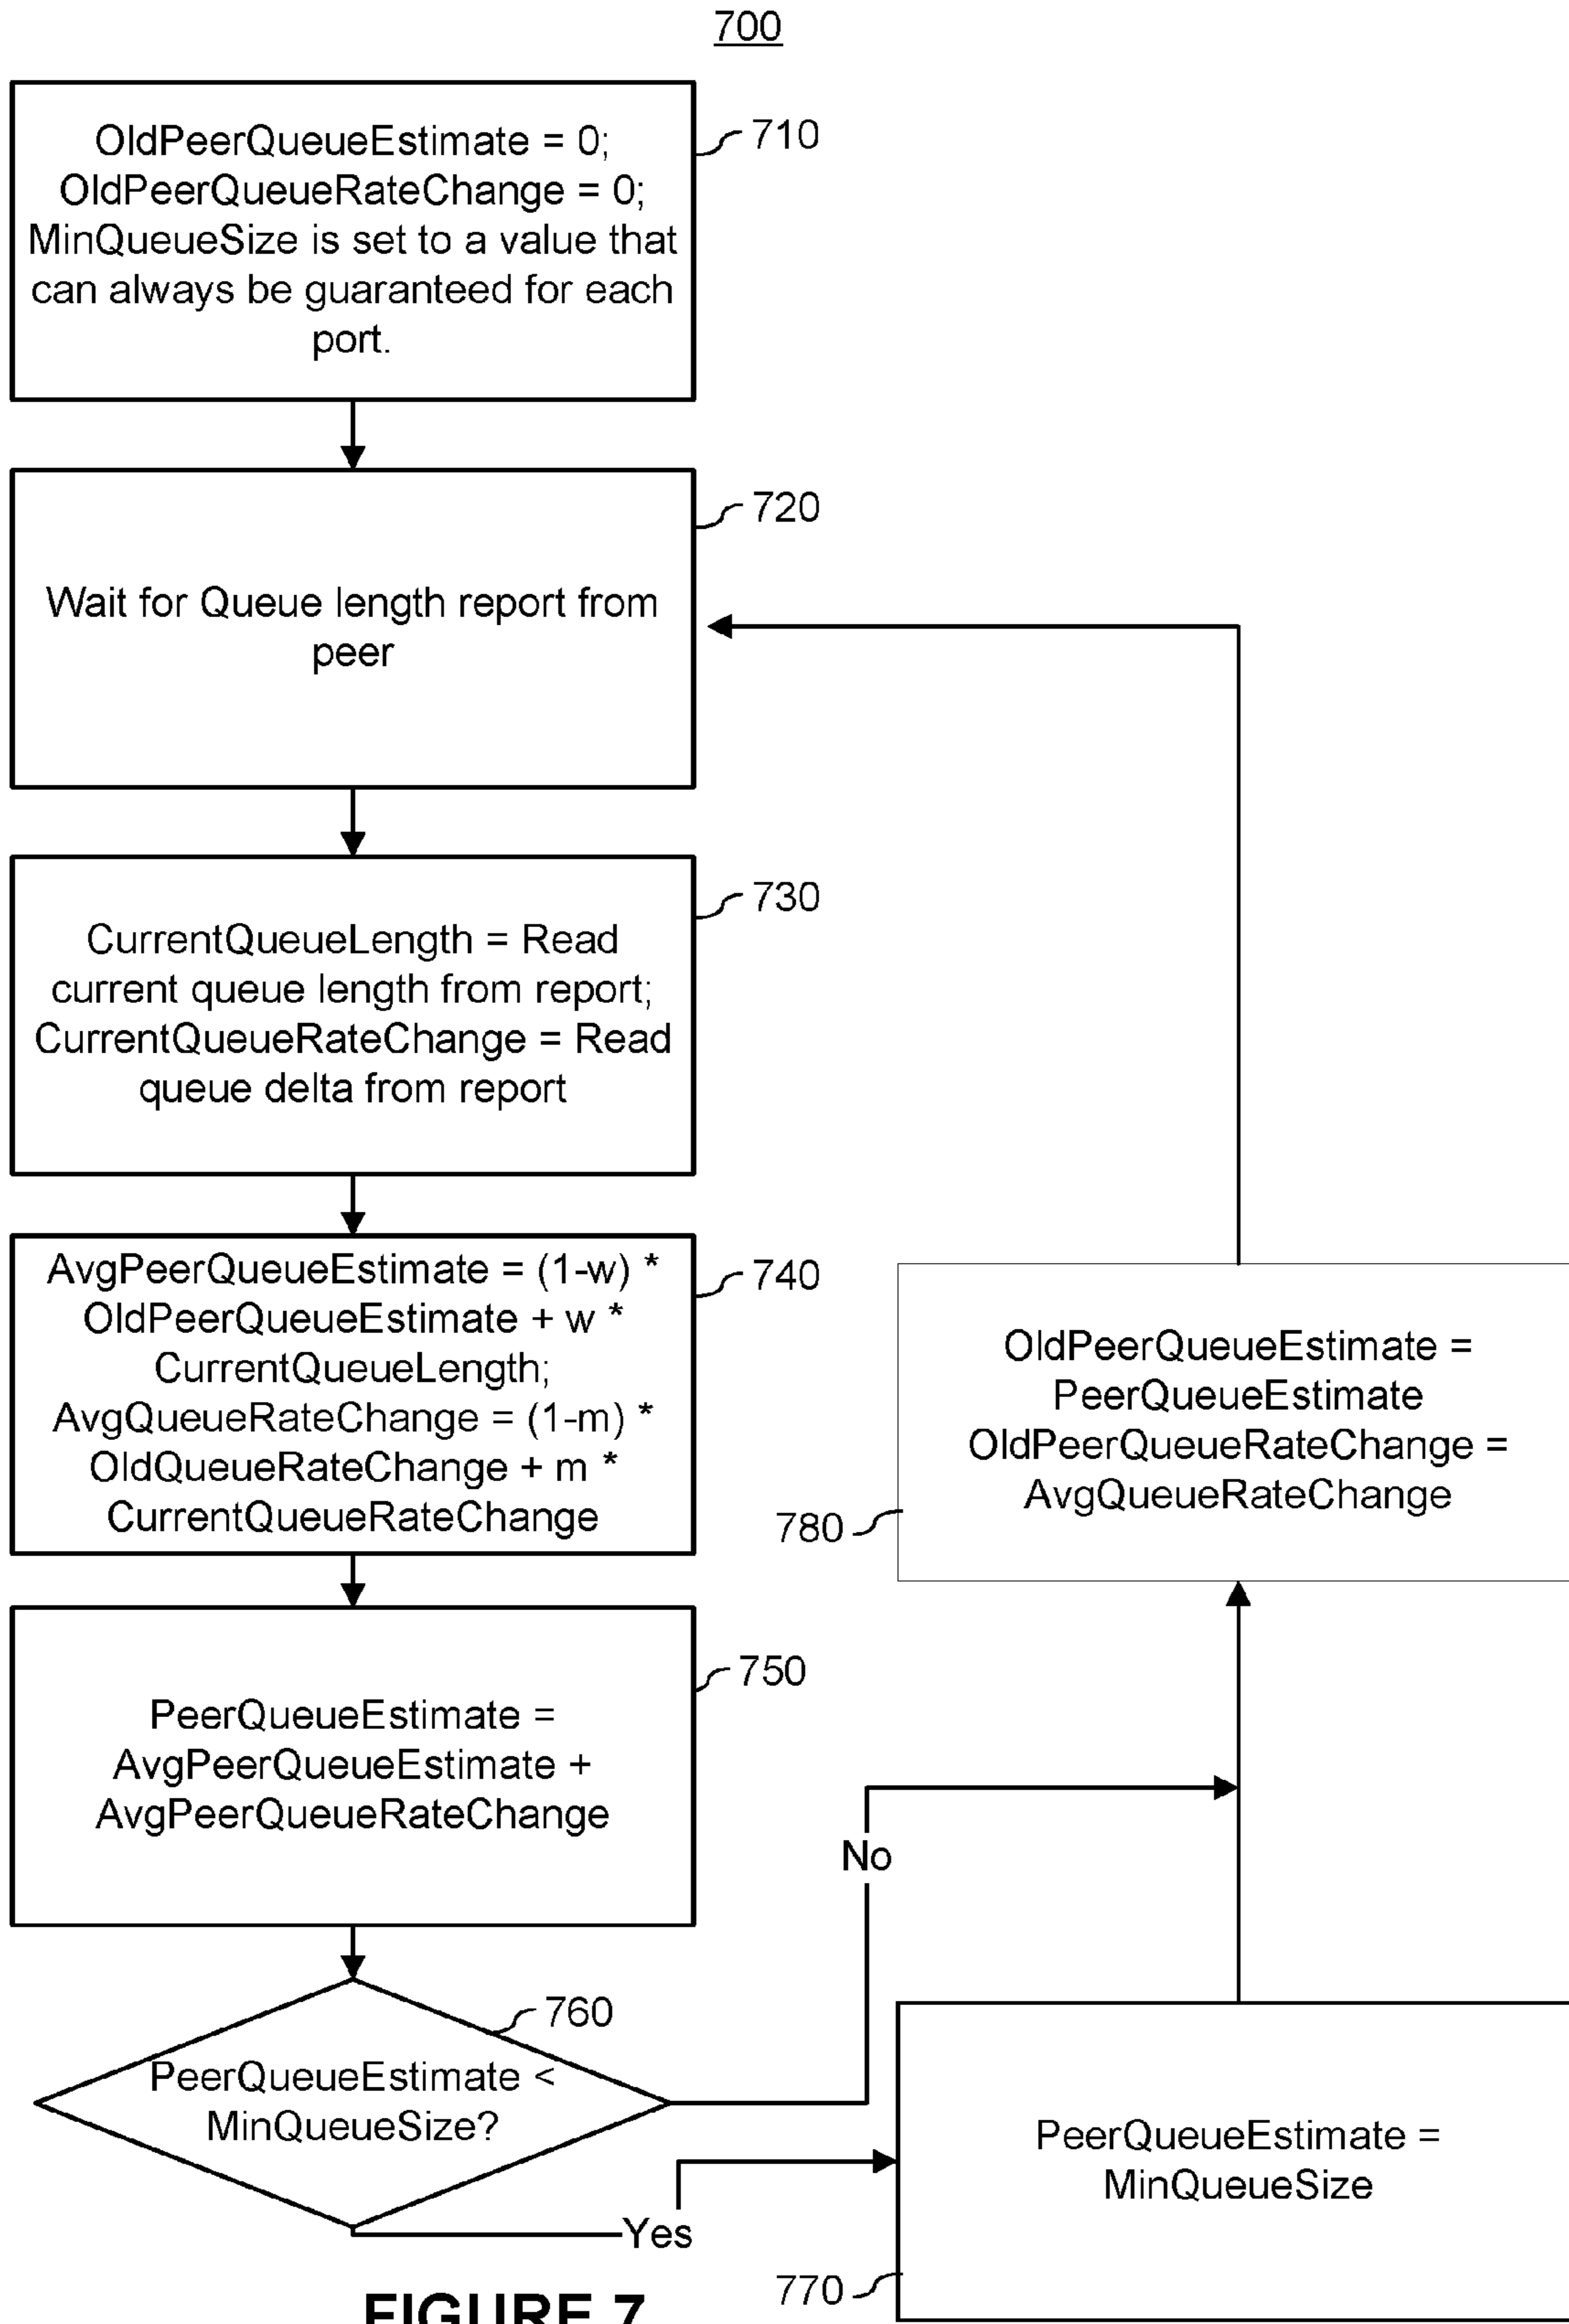 700
OldPeerQueueEstimate = 0;
OldPeerQueueRateChange = 0;
MinQueueSize is set to a value that
can always be guaranteed for each
port.
710
Wait for Queue length report from
peer
720
CurrentQueueLength = Read
current queue length from report;
CurrentQueueRateChange = Read
queue delta from report
730
AvgPeerQueueEstimate = (1-w) *
OldPeerQueueEstimate + w *
CurrentQueueLength;
AvgQueueRateChange = (1-m) *
OldQueueRateChange + m *
CurrentQueueRateChange
740
PeerQueueEstimate =
AvgPeerQueueEstimate +
AvgPeerQueueRateChange
750
PeerQueueEstimate <
MinQueueSize?
760
No
Yes
PeerQueueEstimate =
MinQueueSize
770
OldPeerQueueEstimate =
PeerQueueEstimate
OldPeerQueueRateChange =
AvgQueueRateChange
780
FIGURE 7